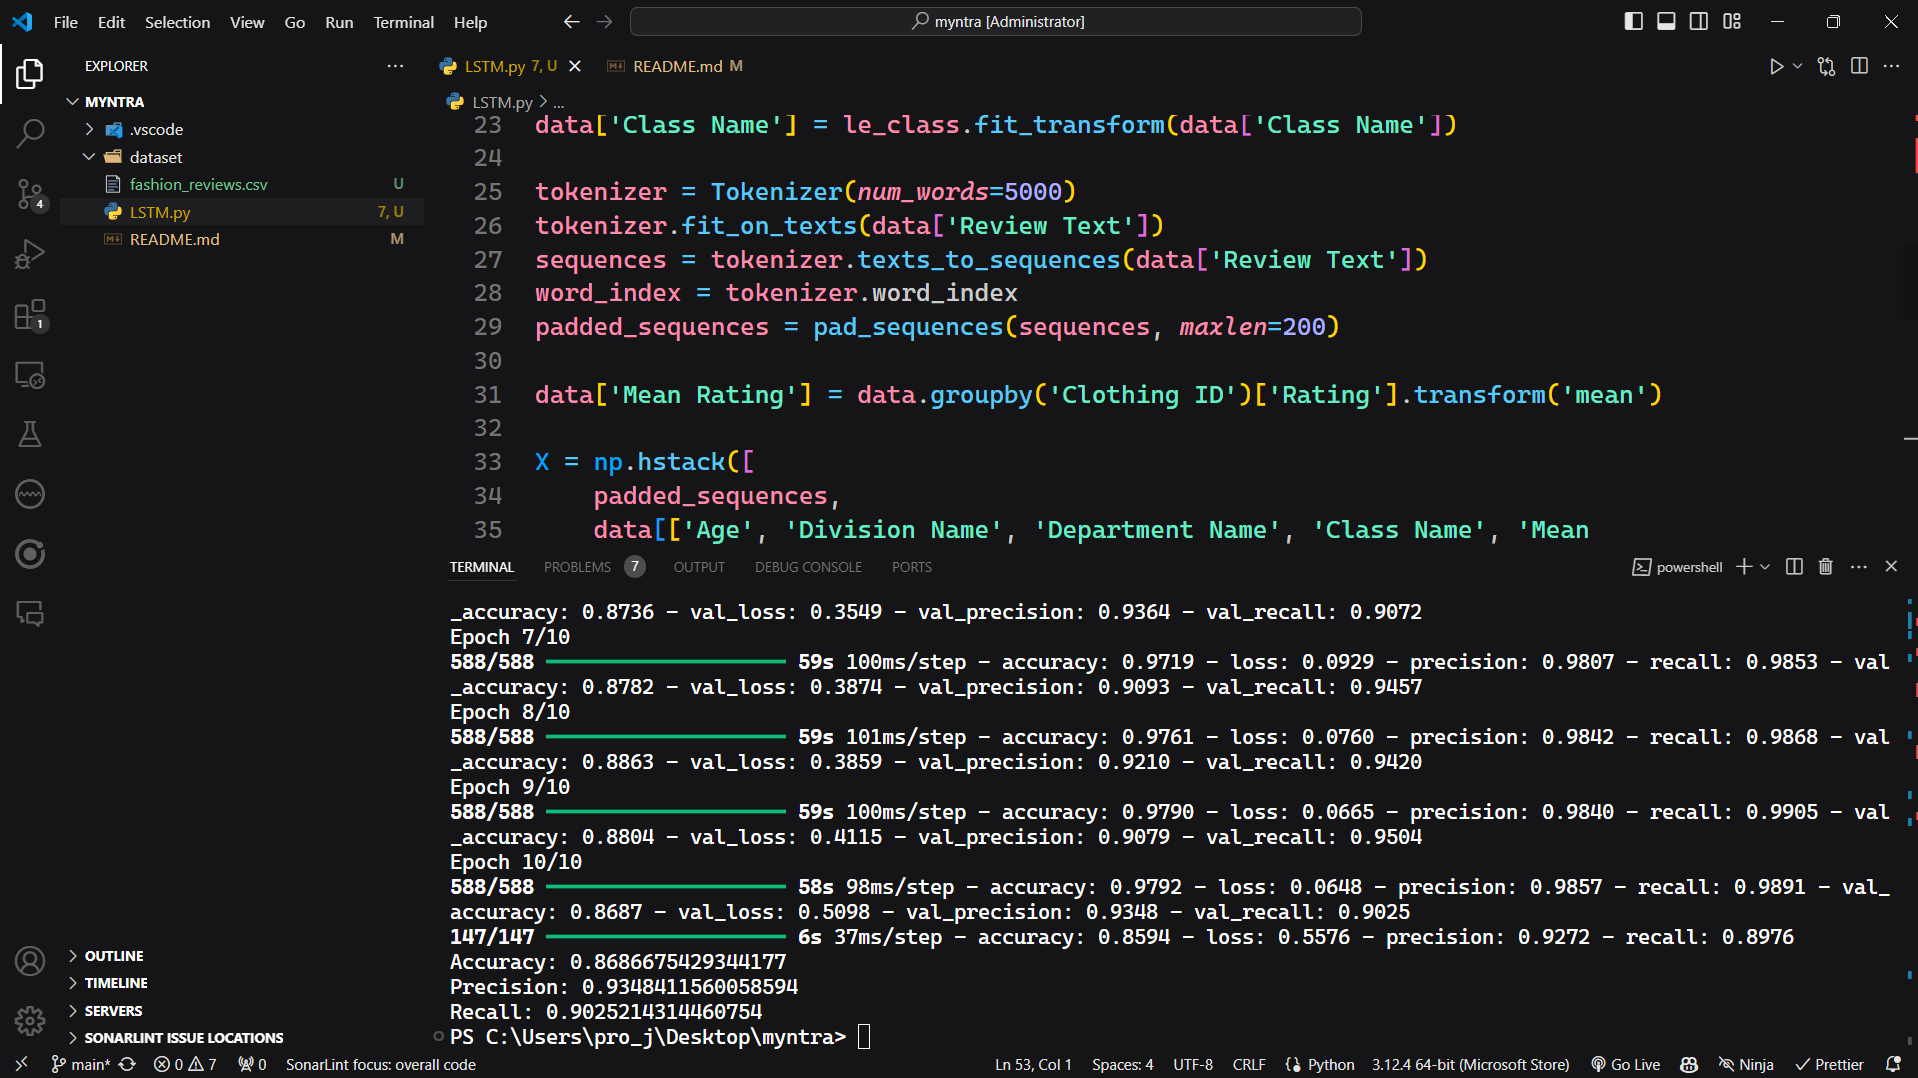 File Edit Selection View Go Run Terminal Help
myntra [Administrator]
EXPLORER
MYNTRA
.vscode
dataset
fashion_reviews.csv U
LSTM.py 7, U
README.md M
4
1
OUTLINE
TIMELINE
SERVERS
SONARLINT ISSUE LOCATIONS
LSTM.py 7, U
README.md M
LSTM.py > ...
23 data['Class Name'] = le_class.fit_transform(data['Class Name'])
24
25 tokenizer = Tokenizer(num_words=5000)
26 tokenizer.fit_on_texts(data['Review Text'])
27 sequences = tokenizer.texts_to_sequences(data['Review Text'])
28 word_index = tokenizer.word_index
29 padded_sequences = pad_sequences(sequences, maxlen=200)
30
31 data['Mean Rating'] = data.groupby('Clothing ID')['Rating'].transform('mean')
32
33 X = np.hstack([
34     padded_sequences,
35     data[['Age', 'Division Name', 'Department Name', 'Class Name', 'Mean
TERMINAL PROBLEMS 7 OUTPUT DEBUG CONSOLE PORTS
powershell
_accuracy: 0.8736 - val_loss: 0.3549 - val_precision: 0.9364 - val_recall: 0.9072
Epoch 7/10
588/588 59s 100ms/step - accuracy: 0.9719 - loss: 0.0929 - precision: 0.9807 - recall: 0.9853 - val
_accuracy: 0.8782 - val_loss: 0.3874 - val_precision: 0.9093 - val_recall: 0.9457
Epoch 8/10
588/588 59s 101ms/step - accuracy: 0.9761 - loss: 0.0760 - precision: 0.9842 - recall: 0.9868 - val
_accuracy: 0.8863 - val_loss: 0.3859 - val_precision: 0.9210 - val_recall: 0.9420
Epoch 9/10
588/588 59s 100ms/step - accuracy: 0.9790 - loss: 0.0665 - precision: 0.9840 - recall: 0.9905 - val
_accuracy: 0.8804 - val_loss: 0.4115 - val_precision: 0.9079 - val_recall: 0.9504
Epoch 10/10
588/588 58s 98ms/step - accuracy: 0.9792 - loss: 0.0648 - precision: 0.9857 - recall: 0.9891 - val_
accuracy: 0.8687 - val_loss: 0.5098 - val_precision: 0.9348 - val_recall: 0.9025
147/147 6s 37ms/step - accuracy: 0.8594 - loss: 0.5576 - precision: 0.9272 - recall: 0.8976
Accuracy: 0.8686675429344177
Precision: 0.9348411560058594
Recall: 0.9025214314460754
PS C:\Users\pro_j\Desktop\myntra>
main* 0 7 0 SonarLint focus: overall code Ln 53, Col 1 Spaces: 4 UTF-8 CRLF Python 3.12.4 64-bit (Microsoft Store) Go Live Ninja Prettier